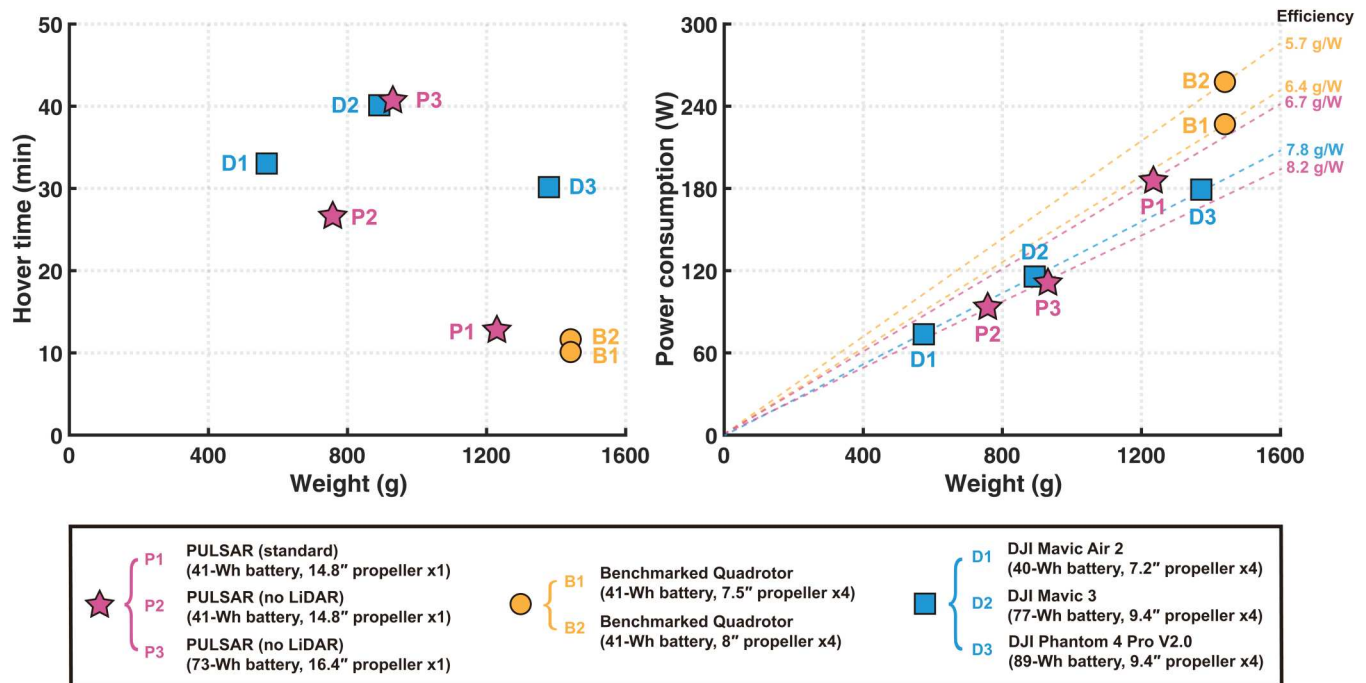 50
40
30
20
10
0
Hover time (min)
0
400
800
1200
1600
Weight (g)
D1
D2
P3
P2
D3
P1
B2
B1
300
240
180
120
60
0
Power consumption (W)
0
400
800
1200
1600
Weight (g)
Efficiency
5.7 g/W
6.4 g/W
6.7 g/W
7.8 g/W
8.2 g/W
B2
B1
P1
D3
D2
P3
P2
D1
P1 PULSAR (standard)
(41-Wh battery, 14.8″ propeller x1)
P2 PULSAR (no LiDAR)
(41-Wh battery, 14.8″ propeller x1)
P3 PULSAR (no LiDAR)
(73-Wh battery, 16.4″ propeller x1)
B1 Benchmarked Quadrotor
(41-Wh battery, 7.5″ propeller x4)
B2 Benchmarked Quadrotor
(41-Wh battery, 8″ propeller x4)
D1 DJI Mavic Air 2
(40-Wh battery, 7.2″ propeller x4)
D2 DJI Mavic 3
(77-Wh battery, 9.4″ propeller x4)
D3 DJI Phantom 4 Pro V2.0
(89-Wh battery, 9.4″ propeller x4)